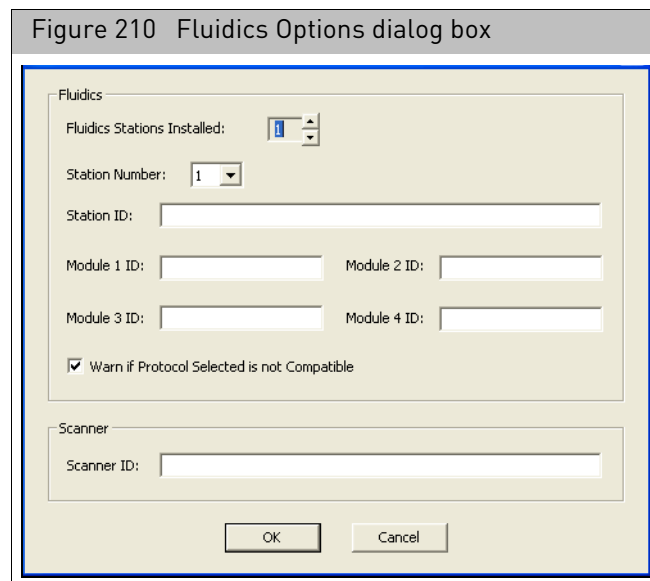 Figure 210 Fluidics Options dialog box
Fluidics
Fluidics Stations Installed: 1
Station Number: 1
Station ID:
Module 1 ID: Module 2 ID:
Module 3 ID: Module 4 ID:
Warn if Protocol Selected is not Compatible
Scanner
Scanner ID:
OK Cancel